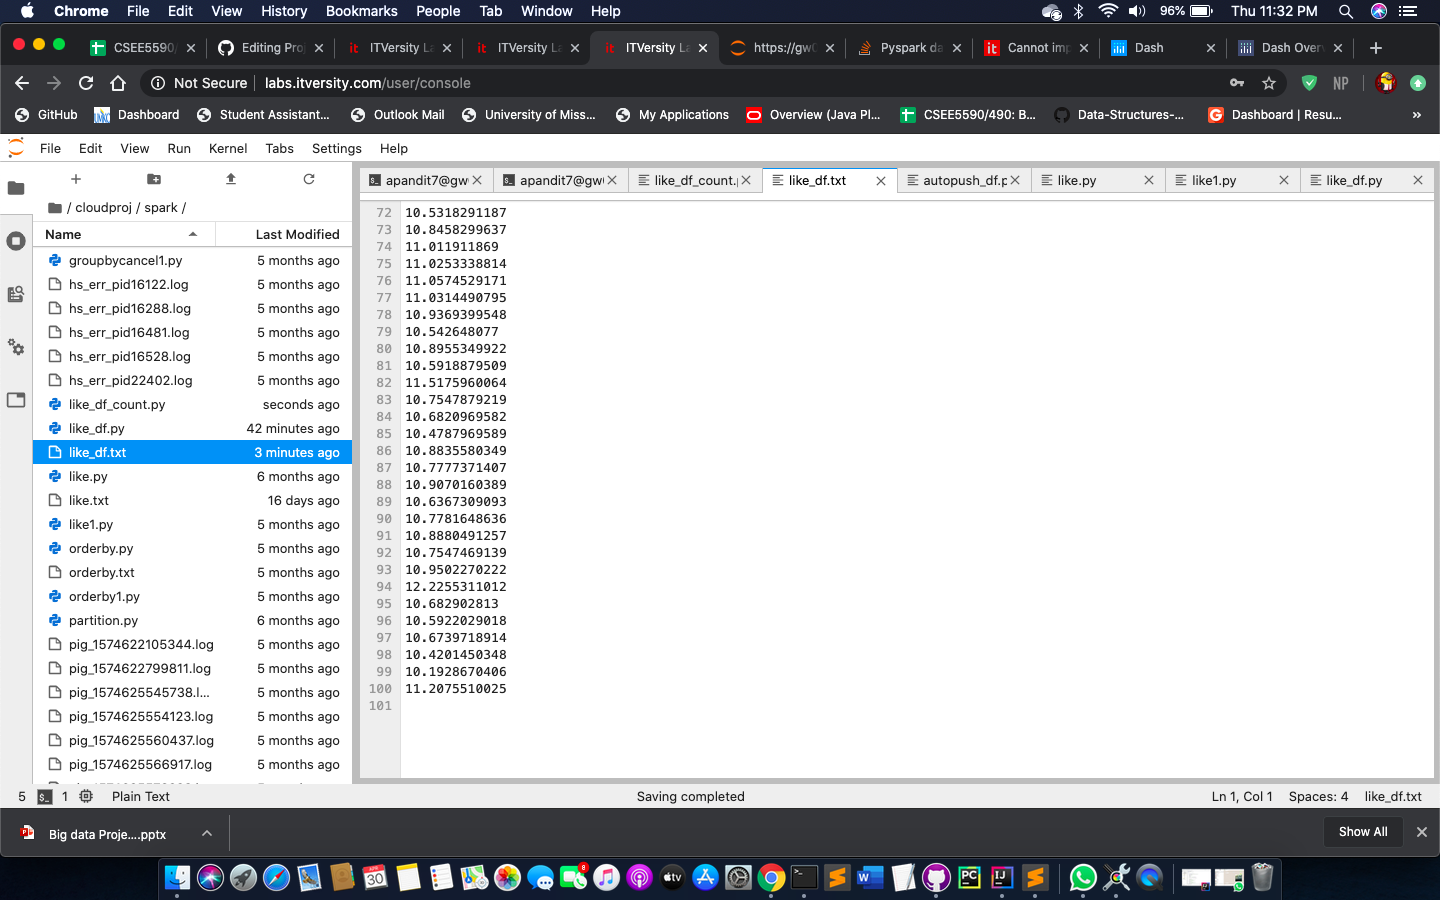 Chrome File Edit View History Bookmarks People Tab Window Help 96% Thu 11:32 PM
CSEE5590/ Editing Pro ITVersity La ITVersity La ITVersity La https://gw0 Pyspark da Cannot imp Dash Dash Over
Not Secure labs.itversity.com/user/console NP
GitHub Dashboard Student Assistant... Outlook Mail University of Miss... My Applications Overview (Java Pl... CSEE5590/490: B... Data-Structures-... Dashboard | Resu... »
File Edit View Run Kernel Tabs Settings Help
apandit7@gw apandit7@gw like_df_count. like_df.txt autopush_df.p like.py like1.py like_df.py
/ cloudproj / spark /
Name Last Modified
groupbycancel1.py 5 months ago
hs_err_pid16122.log 5 months ago
hs_err_pid16288.log 5 months ago
hs_err_pid16481.log 5 months ago
hs_err_pid16528.log 5 months ago
hs_err_pid22402.log 5 months ago
like_df_count.py seconds ago
like_df.py 42 minutes ago
like_df.txt 3 minutes ago
like.py 6 months ago
like.txt 16 days ago
like1.py 5 months ago
orderby.py 5 months ago
orderby.txt 5 months ago
orderby1.py 5 months ago
partition.py 6 months ago
pig_1574622105344.log 5 months ago
pig_1574622799811.log 5 months ago
pig_1574625545738.l... 5 months ago
pig_1574625554123.log 5 months ago
pig_1574625560437.log 5 months ago
pig_1574625566917.log 5 months ago
72 10.5318291187
73 10.8458299637
74 11.011911869
75 11.0253338814
76 11.0574529171
77 11.0314490795
78 10.9369399548
79 10.542648077
80 10.8955349922
81 10.5918879509
82 11.5175960064
83 10.7547879219
84 10.6820969582
85 10.4787969589
86 10.8835580349
87 10.7777371407
88 10.9070160389
89 10.6367309093
90 10.7781648636
91 10.8880491257
92 10.7547469139
93 10.9502270222
94 12.2255311012
95 10.682902813
96 10.5922029018
97 10.6739718914
98 10.4201450348
99 10.1928670406
100 11.2075510025
101
5 1 Plain Text Saving completed Ln 1, Col 1 Spaces: 4 like_df.txt
Big data Proje....pptx Show All